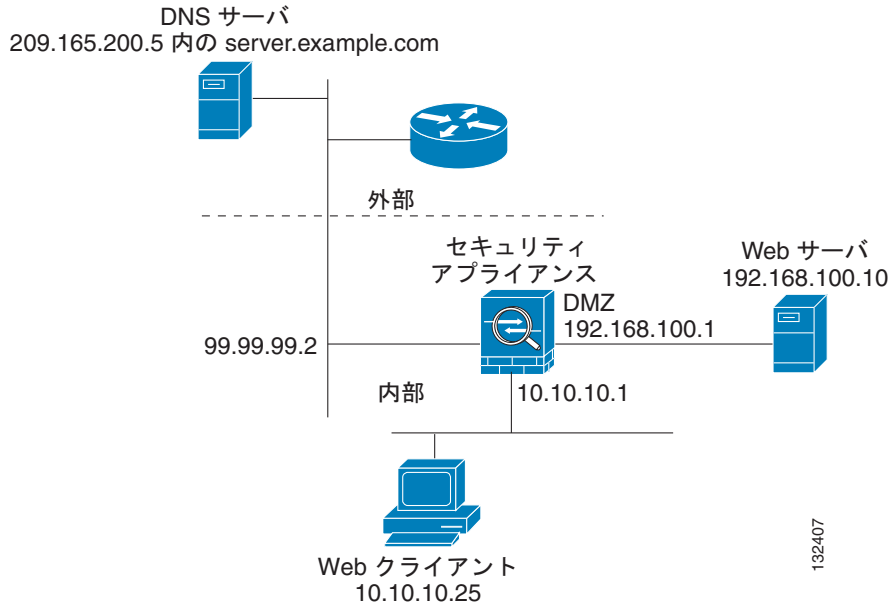 DNS サーバ
209.165.200.5 内の server.example.com
外部
セキュリティ
アプライアンス
Web サーバ
192.168.100.10
DMZ
192.168.100.1
99.99.99.2
内部
10.10.10.1
Web クライアント
10.10.10.25
132407